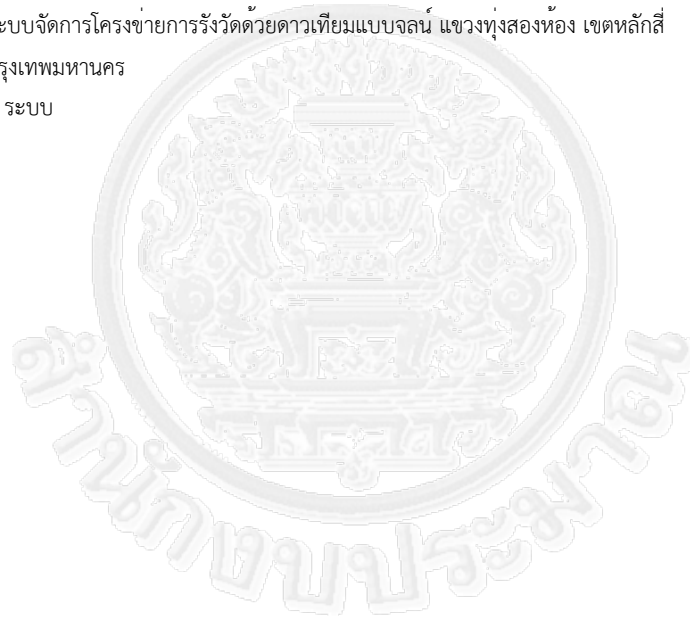 ะบบจัดการโครงข่ายการรังวัดด้วยดาวเทียมแบบจลน์ แขวงทุ่งสองห้อง เขตหลักสี่
รุงเทพมหานคร
ระบบ
สำนักงบประมาณ